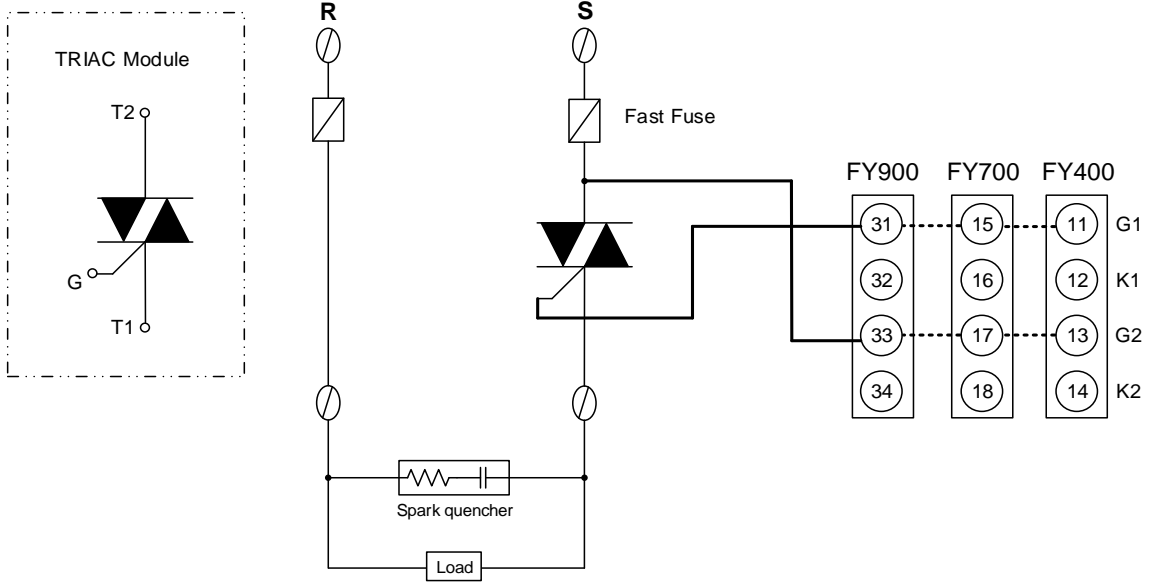 R
S
TRIAC Module
T2
G
T1
Fast Fuse
FY900 FY700 FY400
31 15 11 G1
32 16 12 K1
33 17 13 G2
34 18 14 K2
Spark quencher
Load